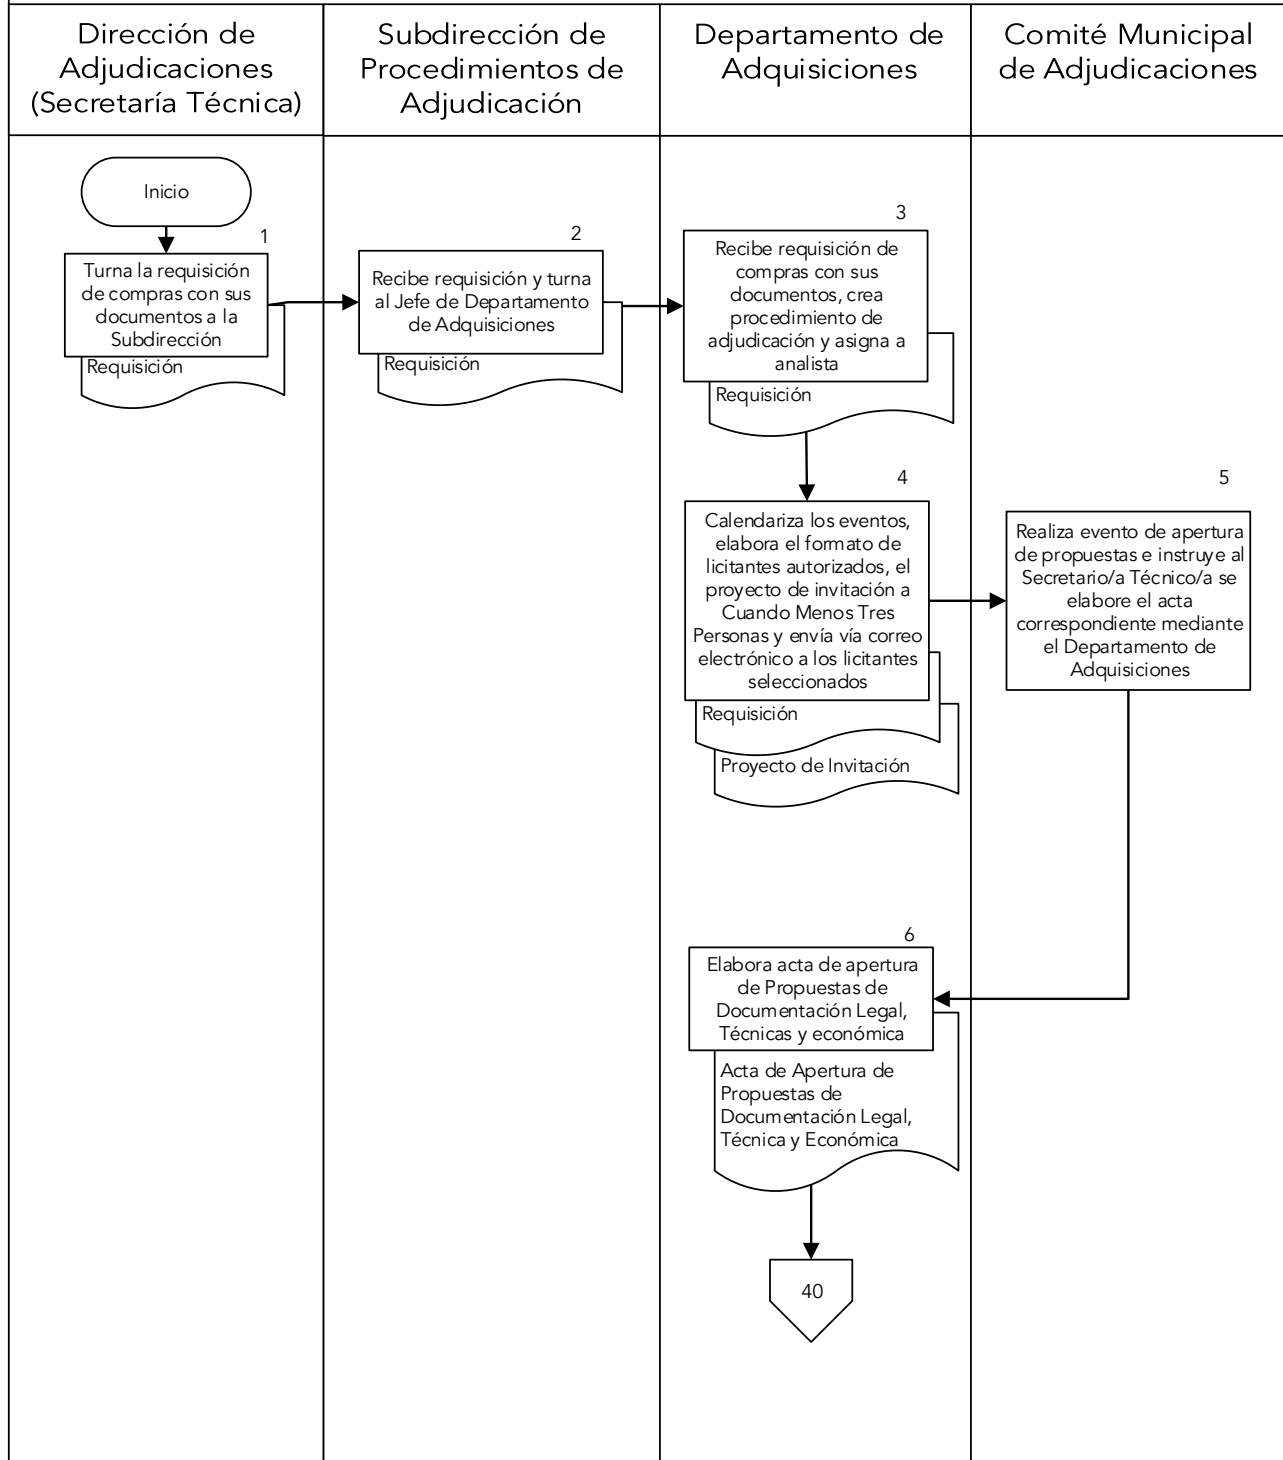 Dirección de
Adjudicaciones
(Secretaría Técnica)
Subdirección de
Procedimientos de
Adjudicación
Departamento de
Adquisiciones
Comité Municipal
de Adjudicaciones
Inicio
1
Turna la requisición
de compras con sus
documentos a la
Subdirección
Requisición
2
Recibe requisición y turna
al Jefe de Departamento
de Adquisiciones
Requisición
3
Recibe requisición de
compras con sus
documentos, crea
procedimiento de
adjudicación y asigna a
analista
Requisición
4
Calendariza los eventos,
elabora el formato de
licitantes autorizados, el
proyecto de invitación a
Cuando Menos Tres
Personas y envía vía correo
electrónico a los licitantes
seleccionados
Requisición
Proyecto de Invitación
5
Realiza evento de apertura
de propuestas e instruye al
Secretario/a Técnico/a se
elabore el acta
correspondiente mediante
el Departamento de
Adquisiciones
6
Elabora acta de apertura
de Propuestas de
Documentación Legal,
Técnicas y económica
Acta de Apertura de
Propuestas de
Documentación Legal,
Técnica y Económica
40